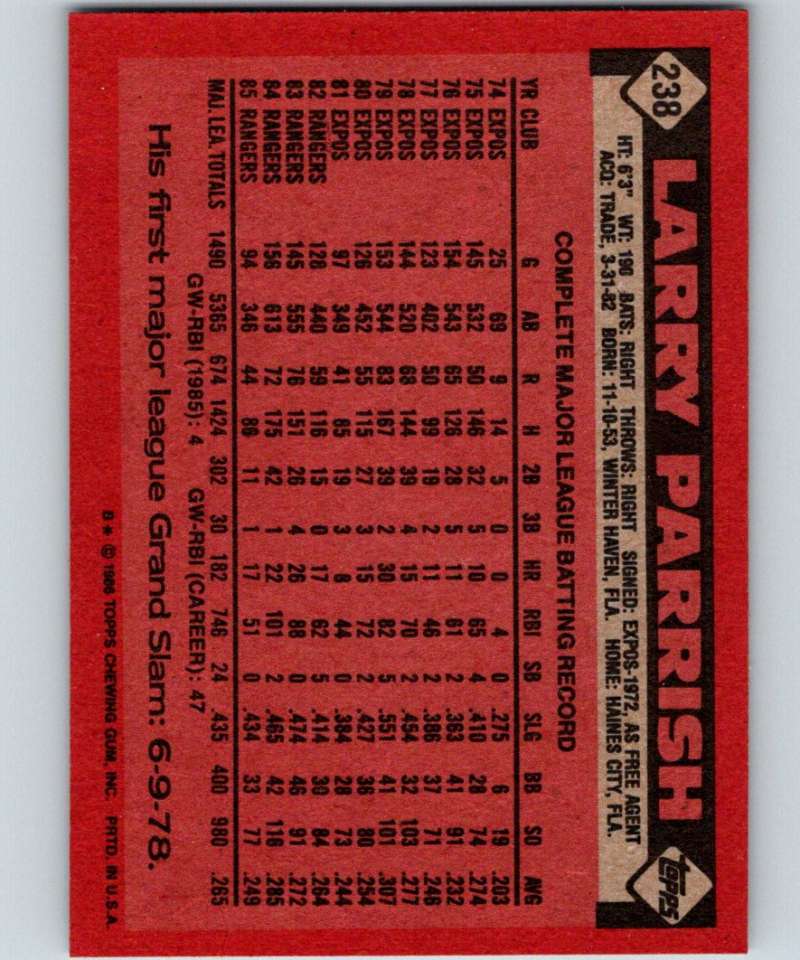 238
LARRY PARRISH
Topps
HT: 6'3" WT: 190 BATS: RIGHT THROWS: RIGHT SIGNED: EXPOS-1972, AS FREE AGENT
ACQ: TRADE, 3-31-82 BORN: 11-10-53, WINTER HAVEN, FLA. HOME: HAINES CITY, FLA.
COMPLETE MAJOR LEAGUE BATTING RECORD
YR CLUB G AB R H 2B 3B HR RBI SB SLG BB SO AVG
74 EXPOS 25 69 9 14 5 0 0 4 0 .275 6 19 .203
75 EXPOS 145 532 50 146 32 5 10 65 4 .410 28 74 .274
76 EXPOS 154 543 65 126 28 5 11 61 2 .363 41 91 .232
77 EXPOS 123 402 50 99 19 2 11 46 2 .386 37 71 .246
78 EXPOS 144 520 68 144 39 4 15 70 2 .454 32 103 .277
79 EXPOS 153 544 83 167 39 2 30 82 5 .551 41 101 .307
80 EXPOS 126 452 55 115 27 3 15 72 2 .427 36 80 .254
81 EXPOS 97 349 41 85 19 3 8 44 0 .384 28 73 .244
82 RANGERS 128 440 59 116 15 0 17 62 5 .414 30 84 .264
83 RANGERS 145 555 76 151 26 4 26 88 0 .474 46 91 .272
84 RANGERS 156 613 72 175 42 1 22 101 2 .465 42 116 .285
85 RANGERS 94 346 44 86 11 1 17 51 0 .434 33 77 .249
MAJ. LEA. TOTALS 1490 5365 674 1424 302 30 182 746 24 .435 400 980 .265
GW-RBI (1985): 4 GW-RBI (CAREER): 47
His first major league Grand Slam: 6-9-78.
B* © 1986 TOPPS CHEWING GUM, INC. PRTD. IN U.S.A.